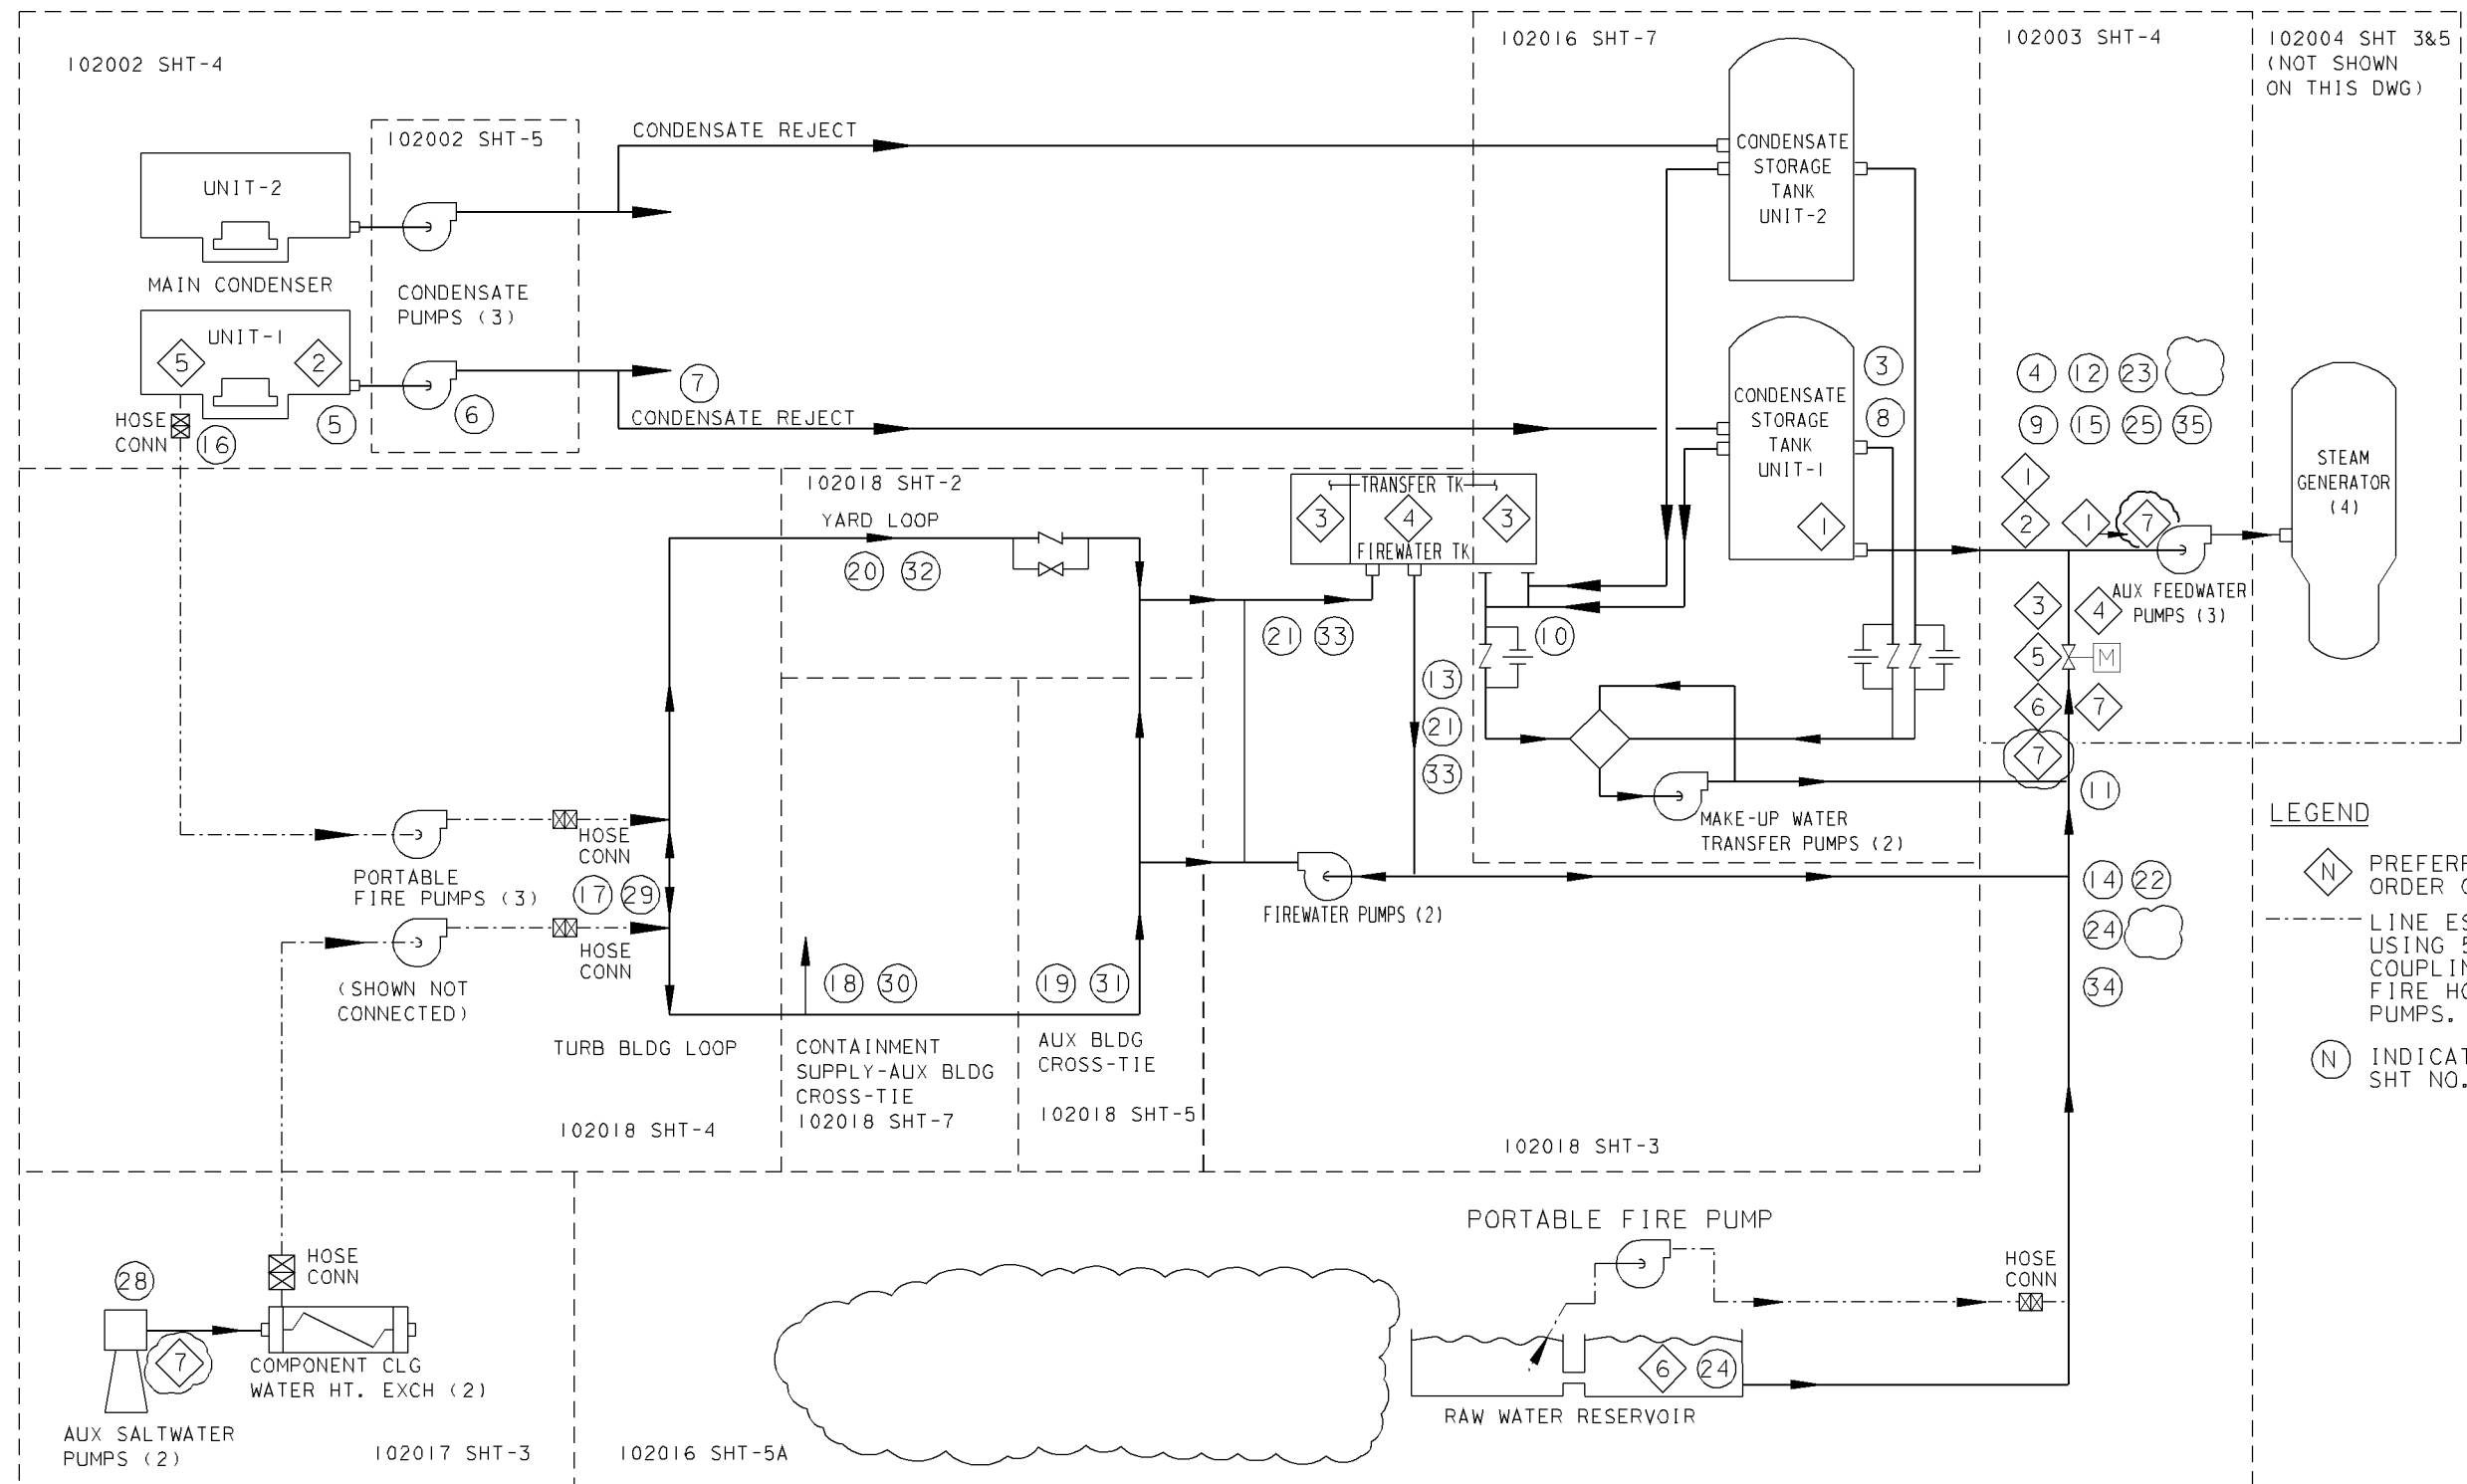 102002 SHT-4
102016 SHT-7
102003 SHT-4
102004 SHT 3&5
(NOT SHOWN
ON THIS DWG)
102002 SHT-5
CONDENSATE REJECT
UNIT-2
MAIN CONDENSER
CONDENSATE
PUMPS (3)
UNIT-1
5
2
HOSE
CONN
16
5
6
7
CONDENSATE REJECT
CONDENSATE
STORAGE
TANK
UNIT-2
CONDENSATE
STORAGE
TANK
UNIT-1
1
3
8
4 12 23
9 15 25 35
1
2
1
7
AUX FEEDWATER
PUMPS (3)
STEAM
GENERATOR
(4)
3
4
5
M
6
7
7
11
102018 SHT-2
YARD LOOP
20 32
TRANSFER TK
3
4
3
FIREWATER TK
21 33
10
13
21
33
MAKE-UP WATER
TRANSFER PUMPS (2)
PORTABLE
FIRE PUMPS (3)
HOSE
CONN
17 29
HOSE
CONN
(SHOWN NOT
CONNECTED)
18 30
19 31
FIREWATER PUMPS (2)
14 22
24
34
TURB BLDG LOOP
102018 SHT-4
CONTAINMENT
SUPPLY-AUX BLDG
CROSS-TIE
102018 SHT-7
AUX BLDG
CROSS-TIE
102018 SHT-5
102018 SHT-3
LEGEND
N
ORDER
LINE
USING
FIRE
PUMPS.
N
SHT NO.
28
HOSE
CONN
7
COMPONENT CLG
WATER HT. EXCH (2)
AUX SALTWATER
PUMPS (2)
102017 SHT-3
102016 SHT-5A
PORTABLE FIRE PUMP
HOSE
CONN
6
24
RAW WATER RESERVOIR